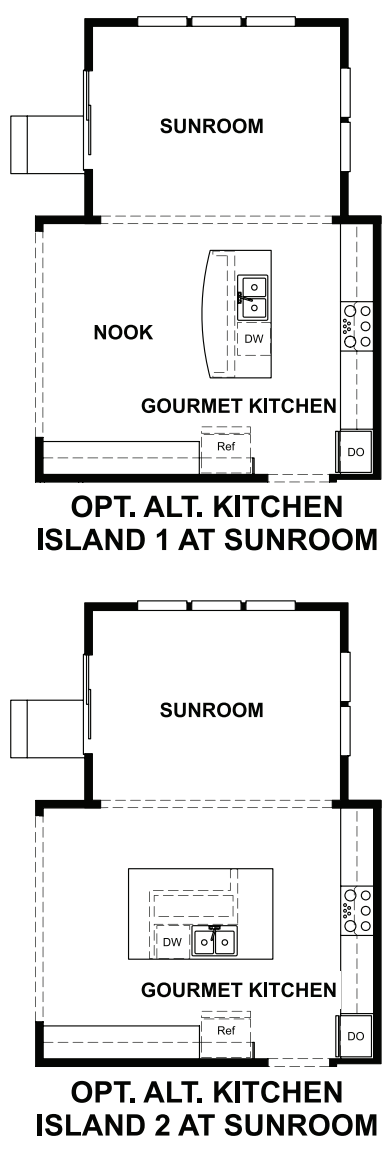 SUNROOM
NOOK
DW
GOURMET KITCHEN
Ref
DO
OPT. ALT. KITCHEN
ISLAND 1 AT SUNROOM
SUNROOM
DW
GOURMET KITCHEN
Ref
DO
OPT. ALT. KITCHEN
ISLAND 2 AT SUNROOM